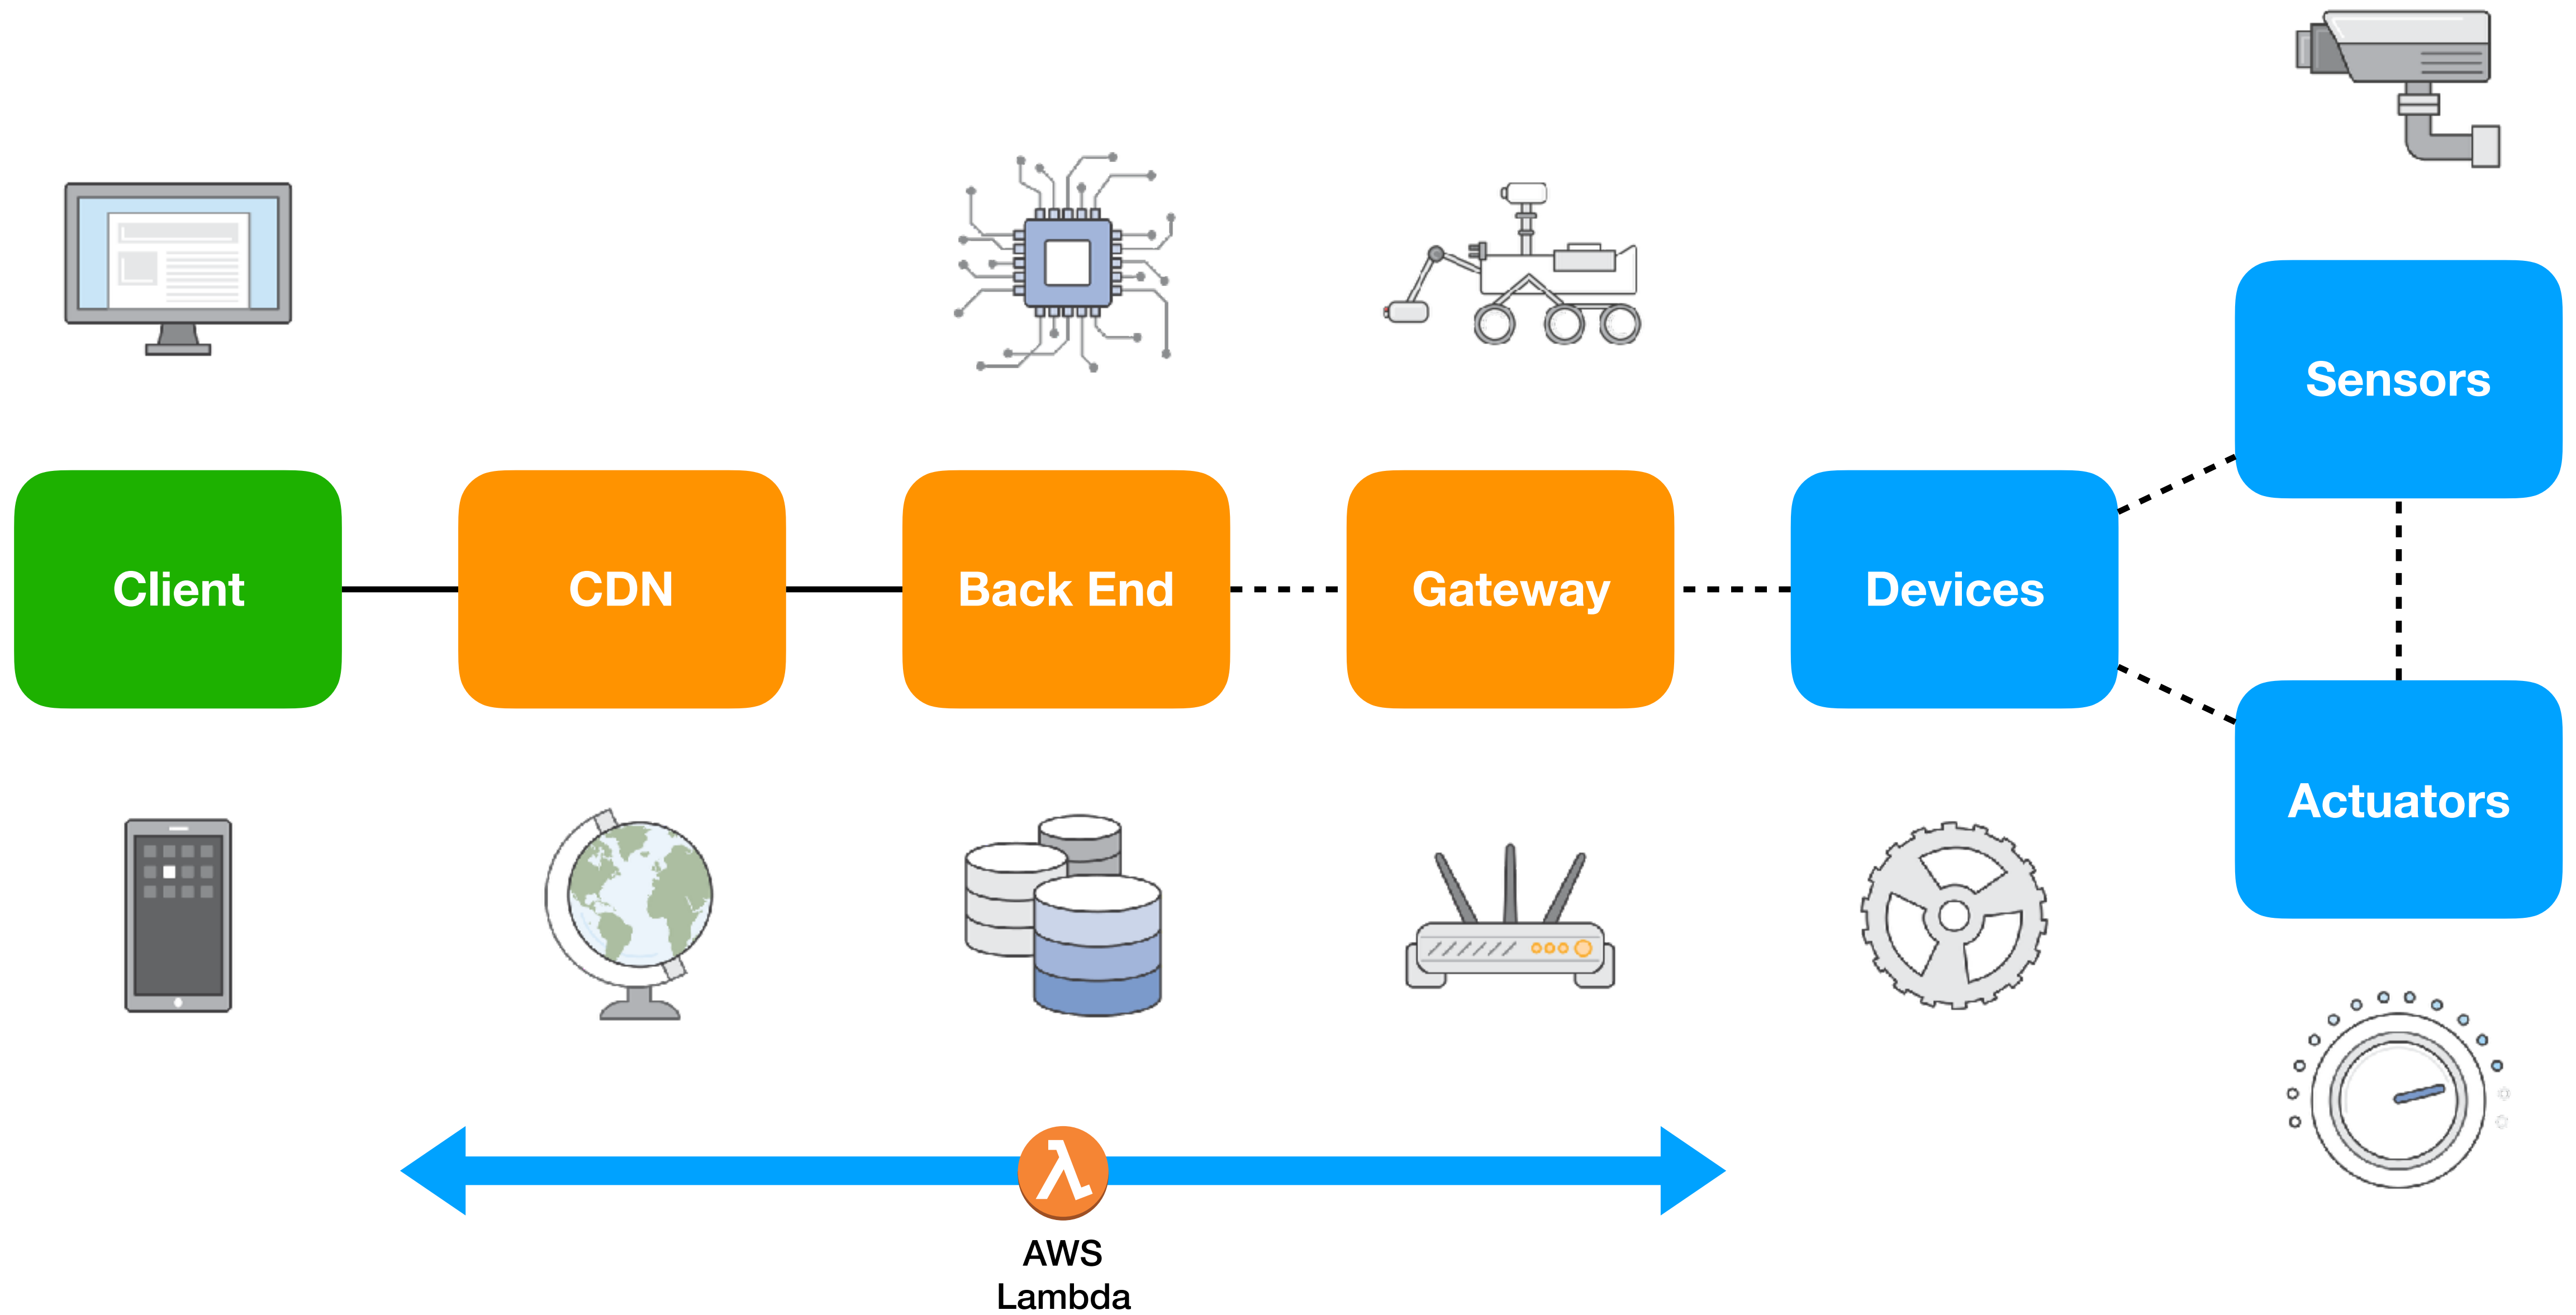 Sensors
Client
CDN
Back End
Gateway
Devices
Actuators
λ
AWS
Lambda